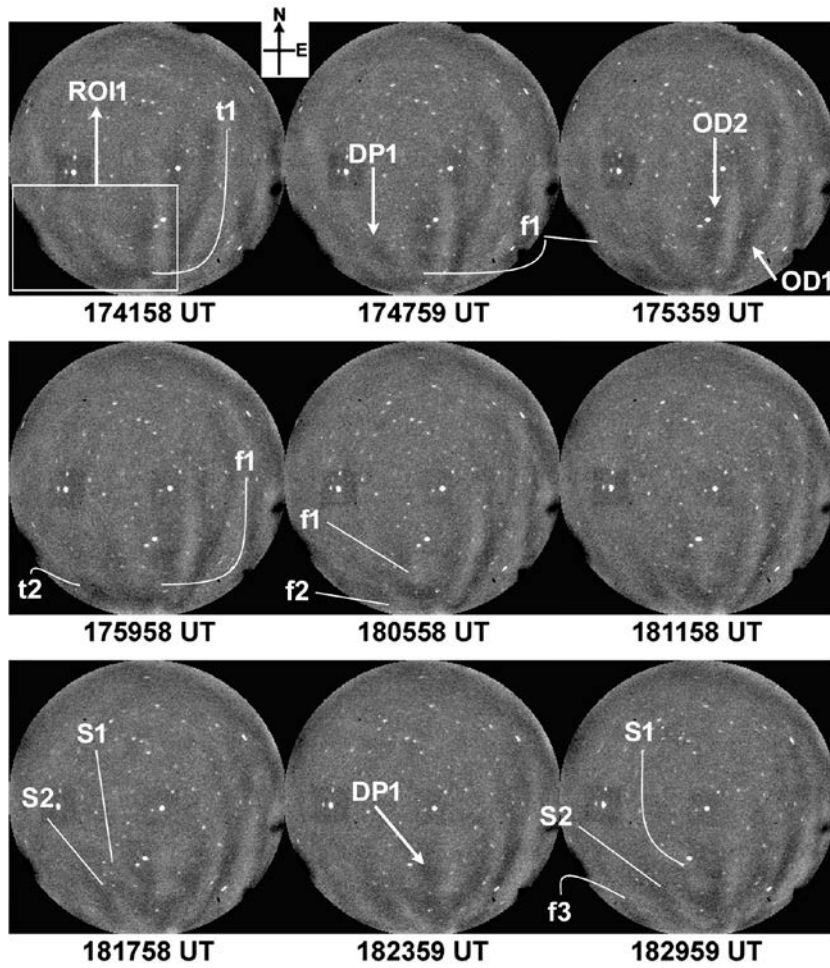 N
E
ROI1
t1
DP1
OD2
f1
OD1
174158 UT
174759 UT
175359 UT
f1
f1
t2
f2
175958 UT
180558 UT
181158 UT
S1
S1
S2
DP1
S2
f3
181758 UT
182359 UT
182959 UT